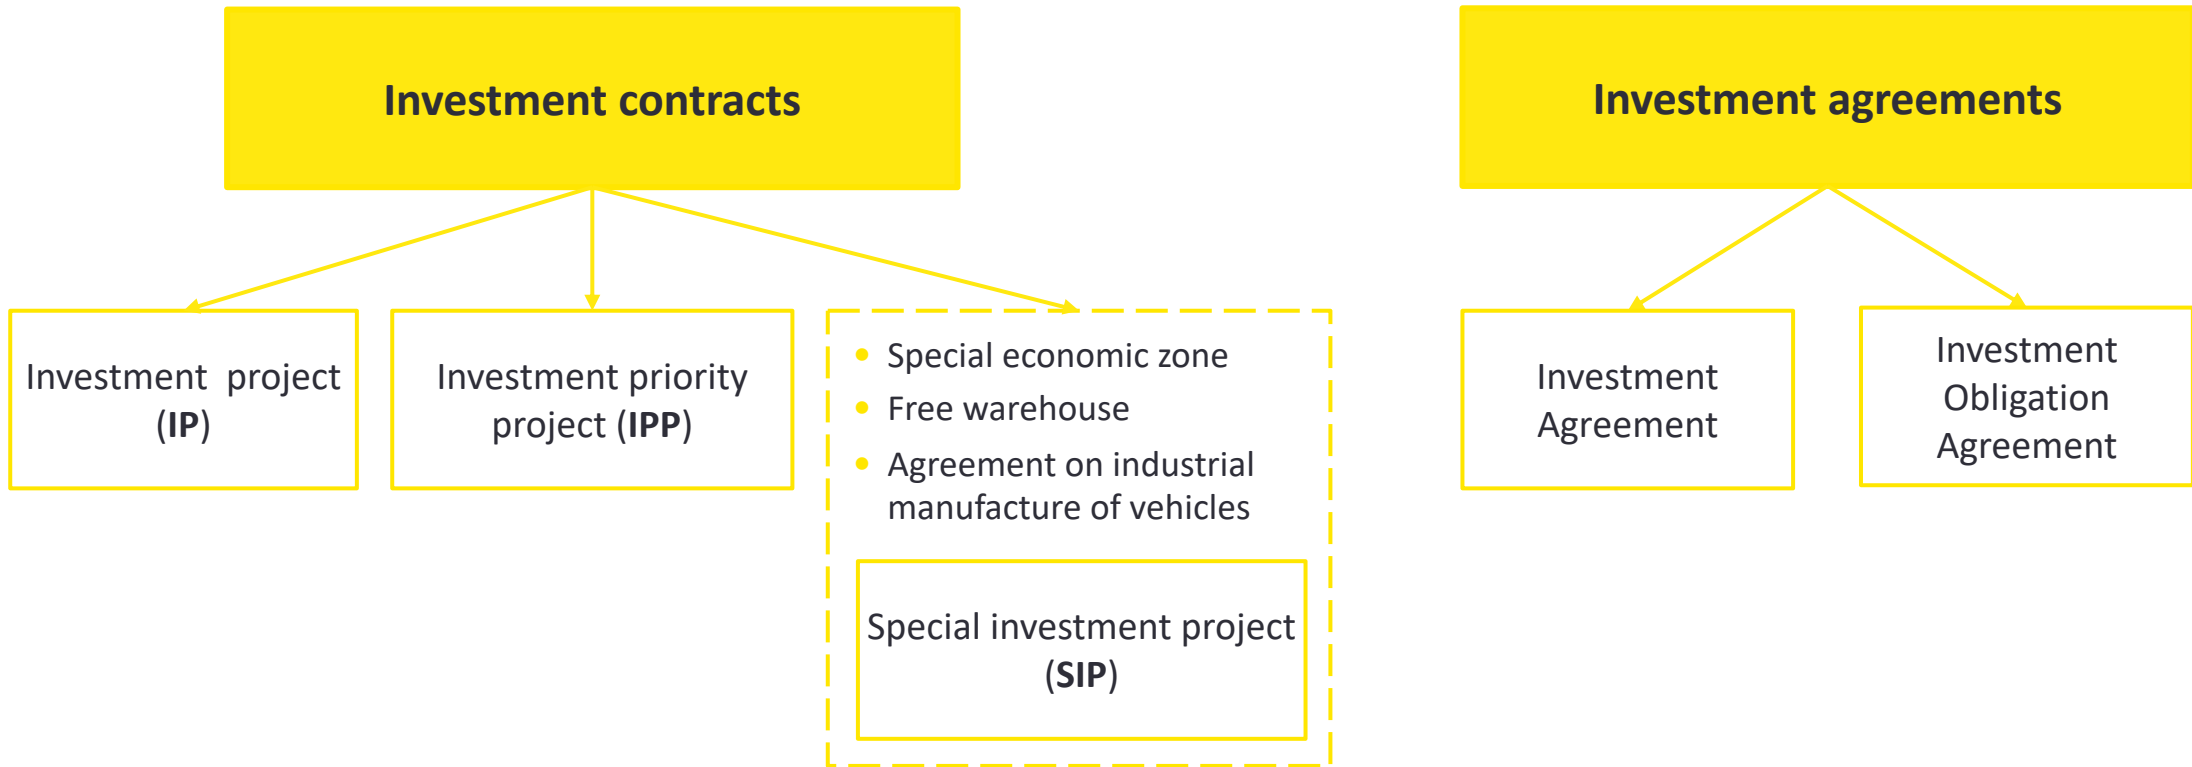 Investment contracts
Investment agreements
Investment project
(IP)
Investment priority
project (IPP)
• Special economic zone
• Free warehouse
• Agreement on industrial
manufacture of vehicles
Special investment project
(SIP)
Investment
Agreement
Investment
Obligation
Agreement